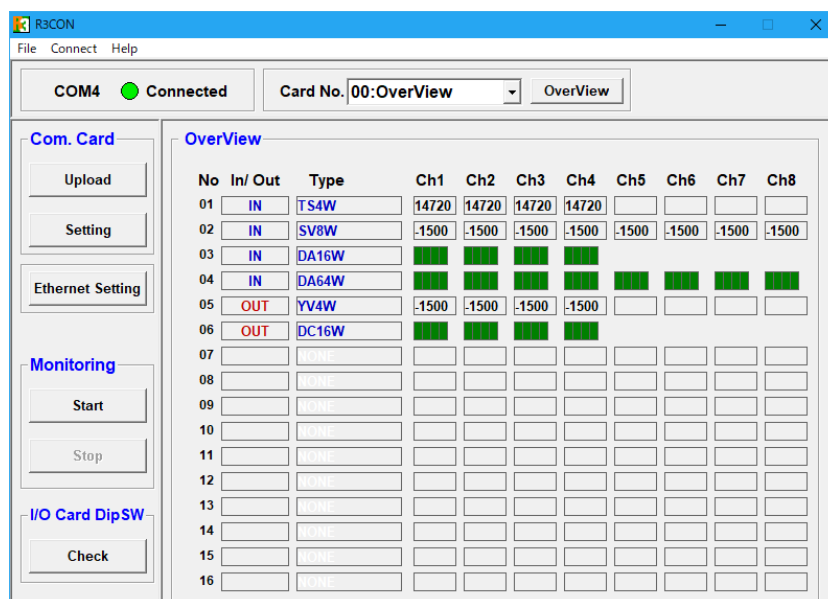 R3CON
File Connect Help
COM4 Connected Card No. 00:OverView OverView
Com. Card
Upload
Setting
Ethernet Setting
Monitoring
Start
Stop
I/O Card DipSW
Check
OverView
No In/ Out Type Ch1 Ch2 Ch3 Ch4 Ch5 Ch6 Ch7 Ch8
01 IN TS4W 14720 14720 14720 14720
02 IN SV8W -1500 -1500 -1500 -1500 -1500 -1500 -1500 -1500
03 IN DA16W
04 IN DA64W
05 OUT YV4W -1500 -1500 -1500 -1500
06 OUT DC16W
07 NONE
08 NONE
09 NONE
10 NONE
11 NONE
12 NONE
13 NONE
14 NONE
15 NONE
16 NONE